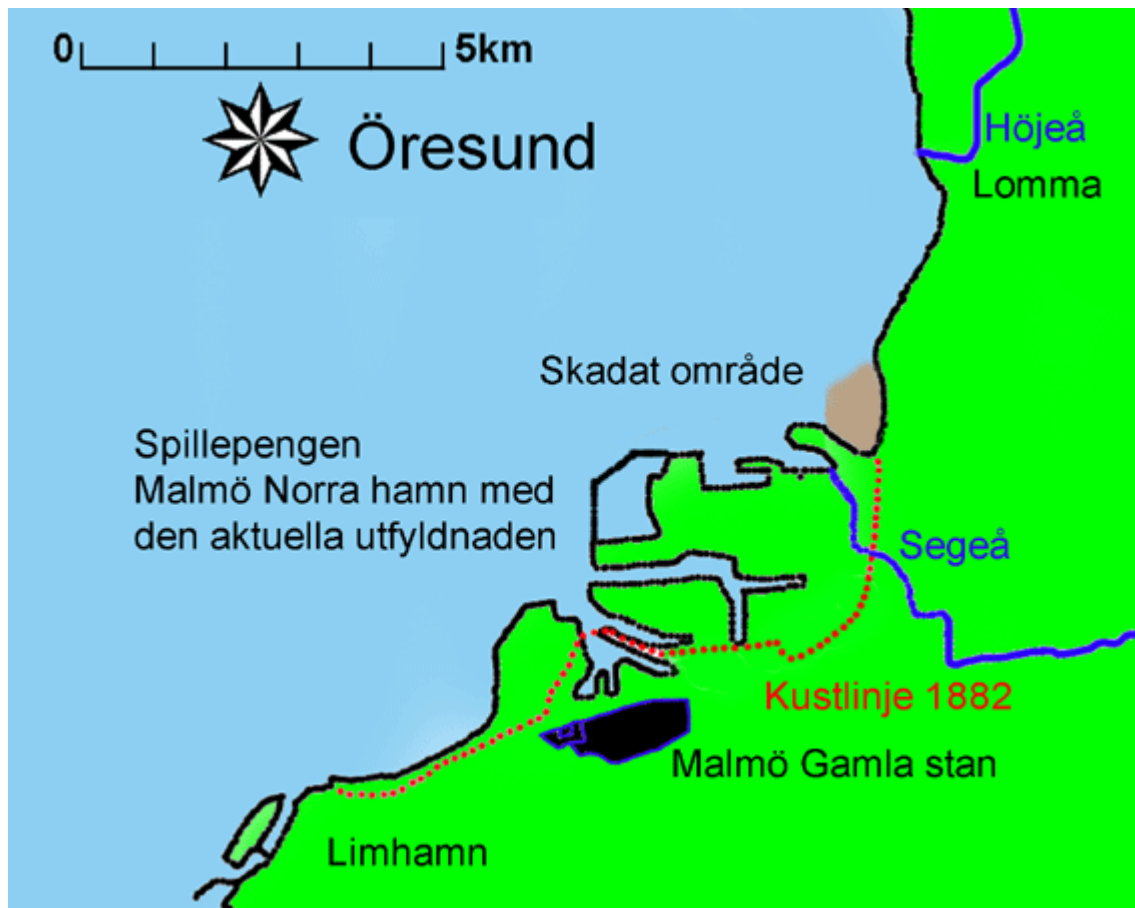 0 5km
Öresund
Höjeå
Lomma
Skadat område
Spillepengen
Malmö Norra hamn med
den aktuella utfyldnaden
Segeå
Kustlinje 1882
Malmö Gamla stan
Limhamn